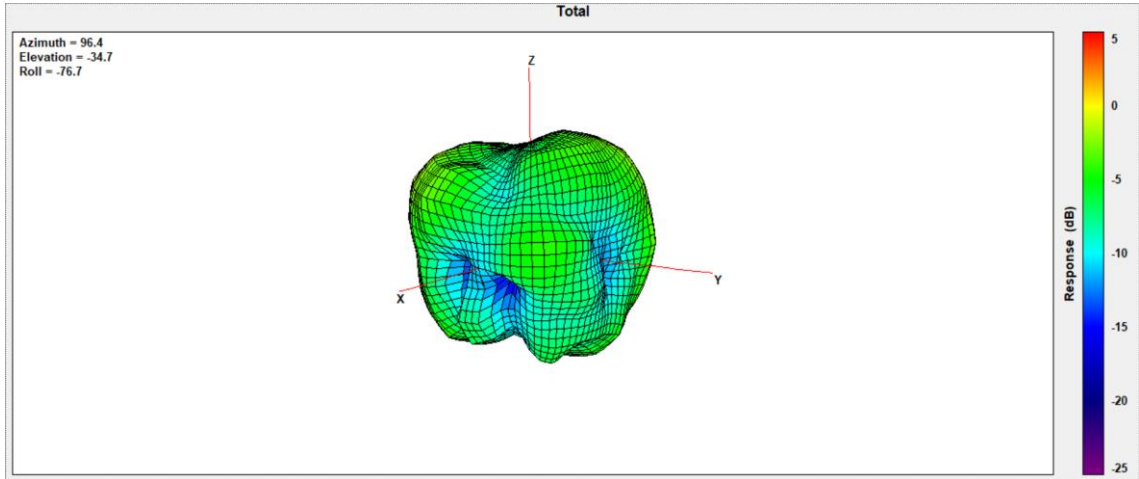 Total
Azimuth = 96.4
Elevation = -34.7
Roll = -76.7
Z
Y
X
5
0
-5
-10
-15
-20
-25
Response (dB)